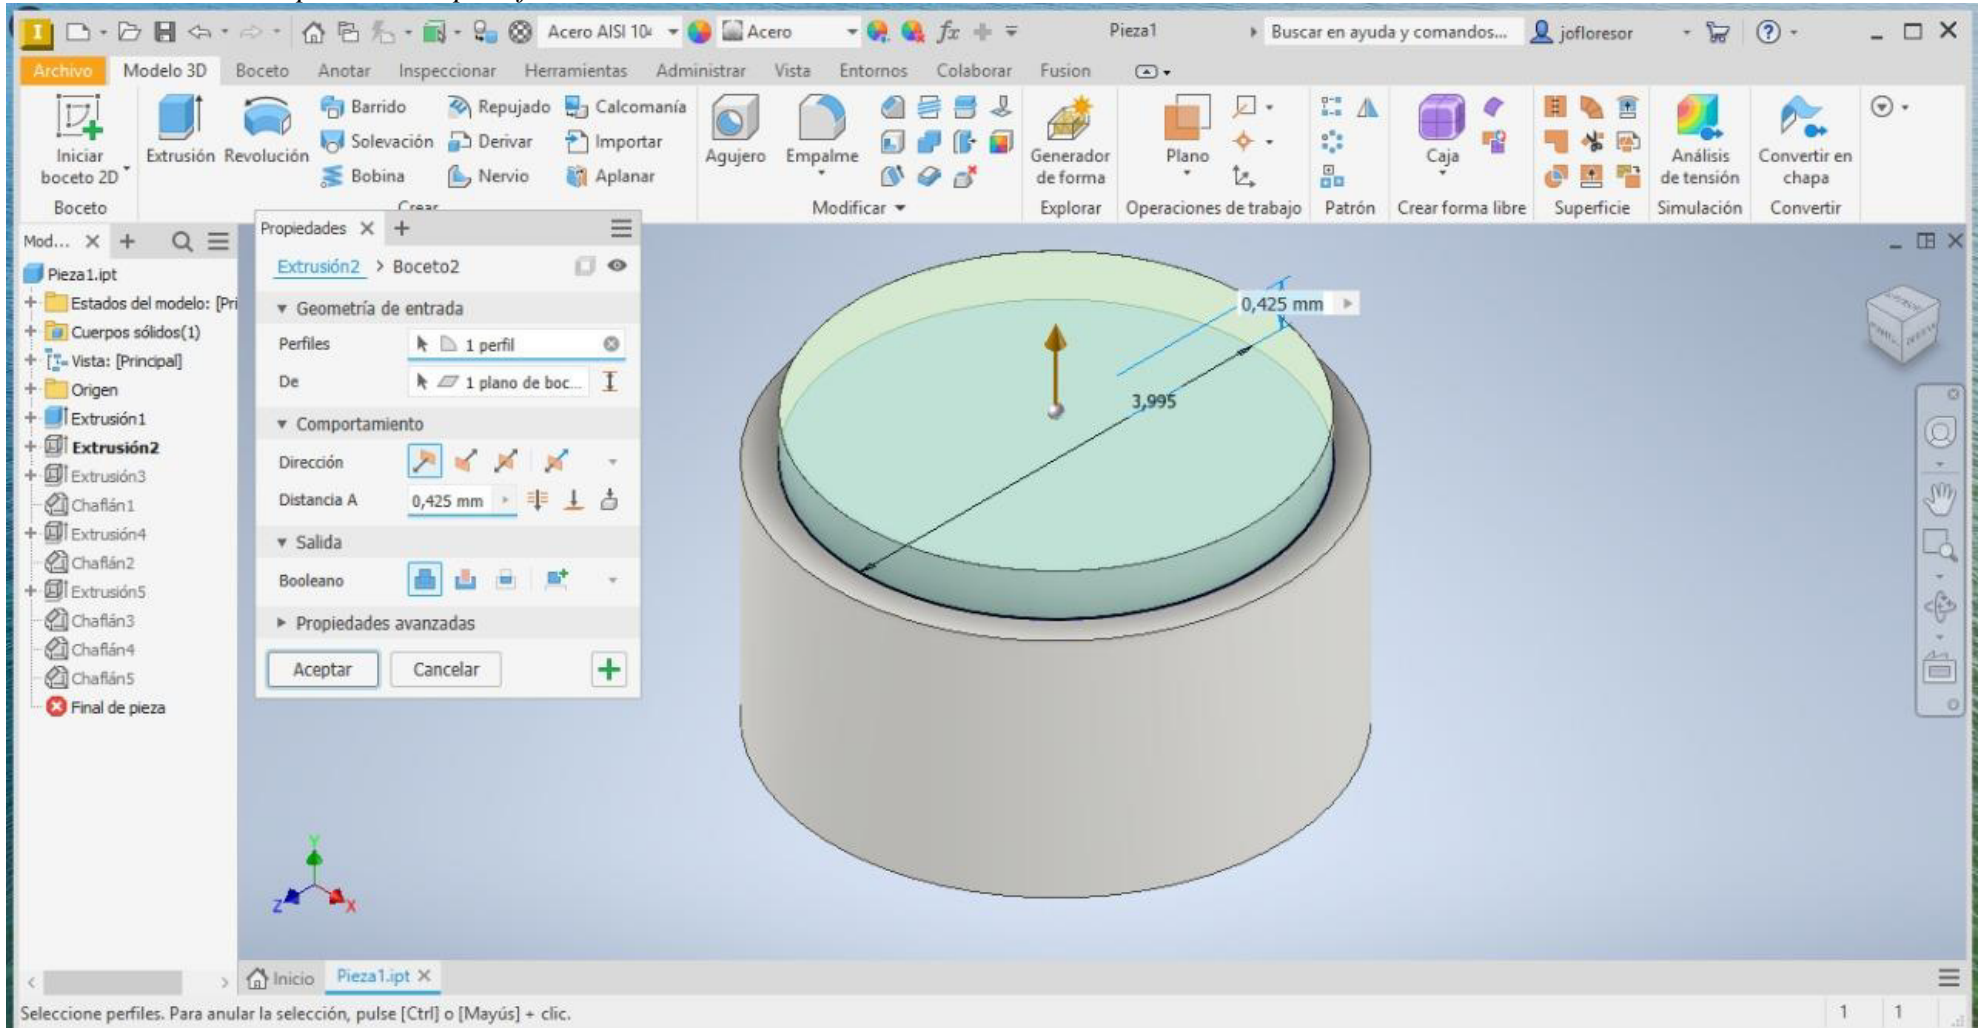 I Acero AISI 10 Acero fx Pieza1 Buscar en ayuda y comandos... jofloresor
Archivo Modelo 3D Boceto Anotar Inspeccionar Herramientas Administrar Vista Entornos Colaborar Fusion
Iniciar
boceto 2D
Boceto
Extrusión
Revolución
Barrido
Solevación
Bobina
Repujado
Derivar
Nervio
Calcomanía
Importar
Aplanar
Crear
Agujero
Empalme
Modificar
Generador
de forma
Explorar
Plano
Operaciones de trabajo
Patrón
Caja
Crear forma libre
Superficie
Análisis
de tensión
Simulación
Convertir en
chapa
Convertir
Mod... × +
Pieza1.ipt
Estados del modelo: [Pri
Cuerpos sólidos(1)
Vista: [Principal]
Origen
Extrusión1
Extrusión2
Extrusión3
Chaflán1
Extrusión4
Chaflán2
Extrusión5
Chaflán3
Chaflán4
Chaflán5
Final de pieza
Propiedades × +
Extrusión2 > Boceto2
Geometría de entrada
Perfiles 1 perfil
De 1 plano de boc...
Comportamiento
Dirección
Distancia A 0,425 mm
Salida
Booleano
Propiedades avanzadas
Aceptar Cancelar
0,425 mm
3,995
Y
Z
X
Inicio Pieza1.ipt ×
Seleccione perfiles. Para anular la selección, pulse [Ctrl] o [Mayús] + clic. 1 1